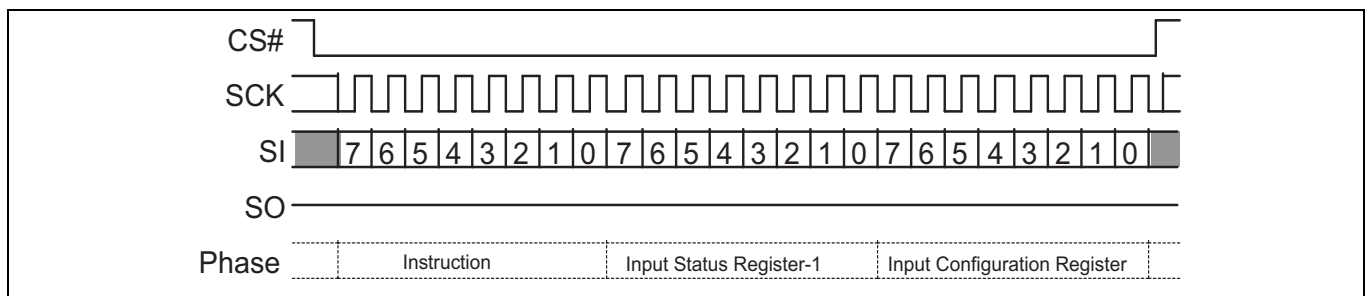 CS#
SCK
SI 7 6 5 4 3 2 1 0 7 6 5 4 3 2 1 0 7 6 5 4 3 2 1 0
SO
Phase Instruction Input Status Register-1 Input Configuration Register